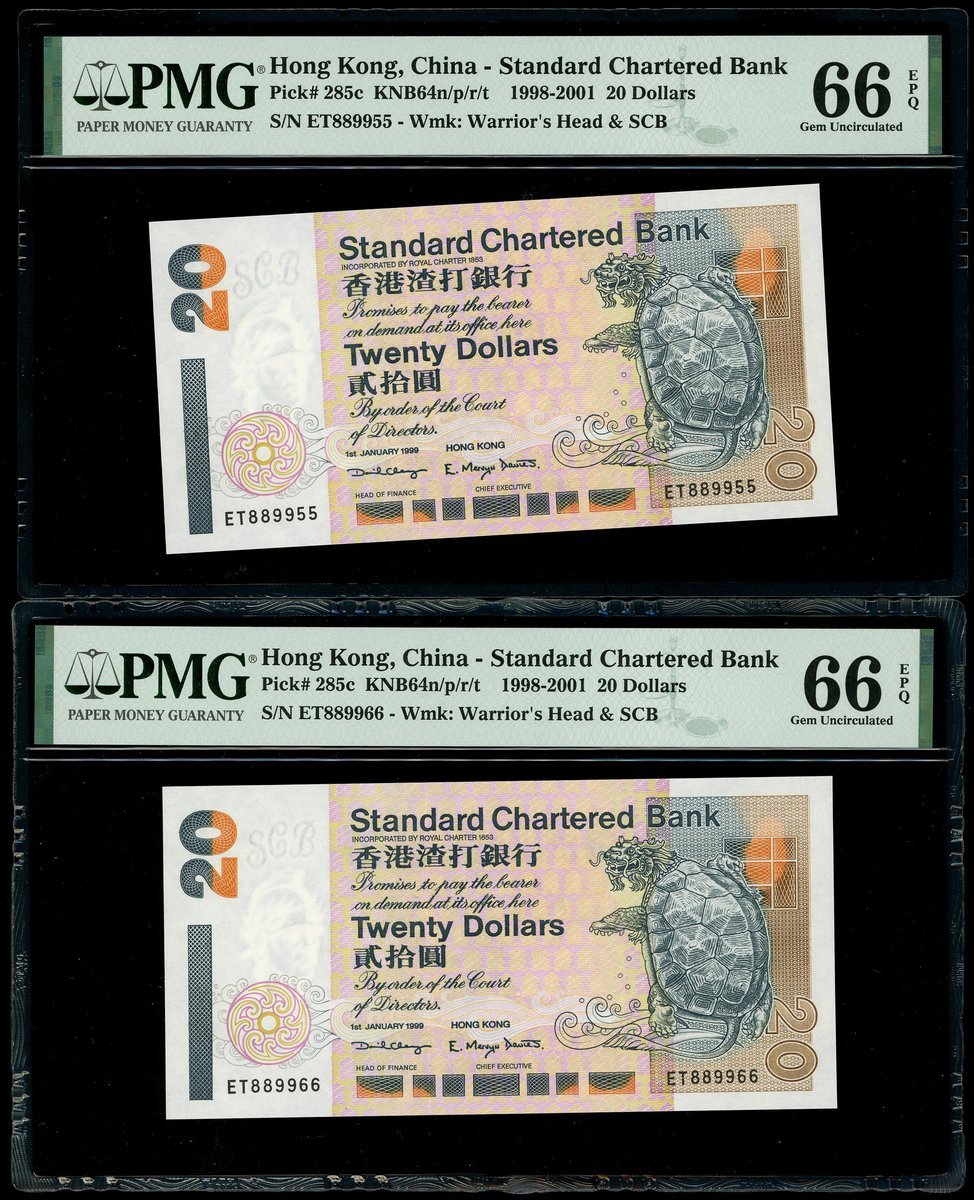 PMG® Hong Kong, China - Standard Chartered Bank
PAPER MONEY GUARANTY
Pick# 285c KNB64n/p/r/t 1998-2001 20 Dollars
S/N ET889955 - Wmk: Warrior's Head & SCB
66 EPQ
Gem Uncirculated
20
SCB
Standard Chartered Bank
INCORPORATED BY ROYAL CHARTER 1853
香港渣打銀行
Promises to pay the bearer
on demand at its office here
Twenty Dollars
貳拾圓
By order of the Court
of Directors.
1st JANUARY 1999 HONG KONG
E. Mervyn Davies.
HEAD OF FINANCE CHIEF EXECUTIVE
20
ET889955
ET889955
PMG® Hong Kong, China - Standard Chartered Bank
PAPER MONEY GUARANTY
Pick# 285c KNB64n/p/r/t 1998-2001 20 Dollars
S/N ET889966 - Wmk: Warrior's Head & SCB
66 EPQ
Gem Uncirculated
20
SCB
Standard Chartered Bank
INCORPORATED BY ROYAL CHARTER 1853
香港渣打銀行
Promises to pay the bearer
on demand at its office here
Twenty Dollars
貳拾圓
By order of the Court
of Directors.
1st JANUARY 1999 HONG KONG
E. Mervyn Davies.
HEAD OF FINANCE CHIEF EXECUTIVE
20
ET889966
ET889966